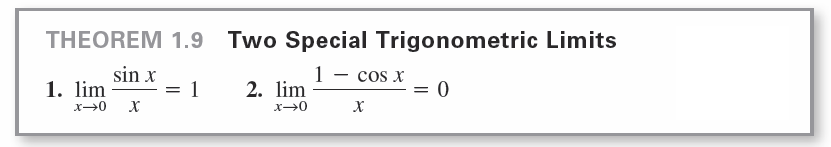 THEOREM 1.9 Two Special Trigonometric Limits
1. lim x→0 sin x / x = 1 2. lim x→0 1 − cos x / x = 0